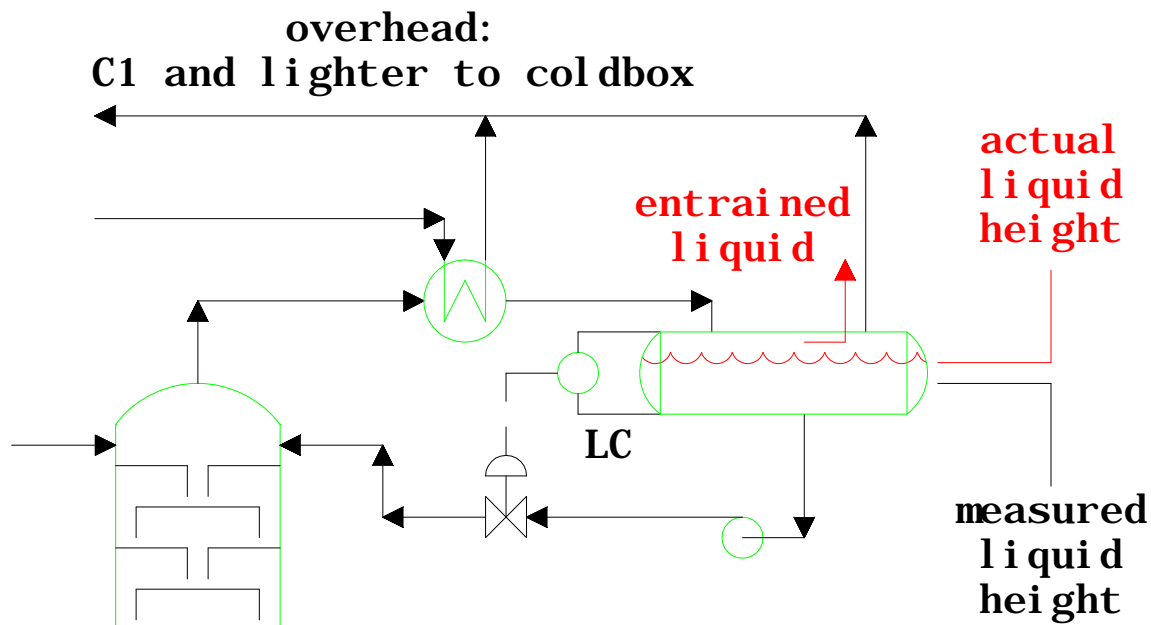 overhead:
C1 and lighter to coldbox
actual
liquid
height
entrained
liquid
LC
measured
liquid
height